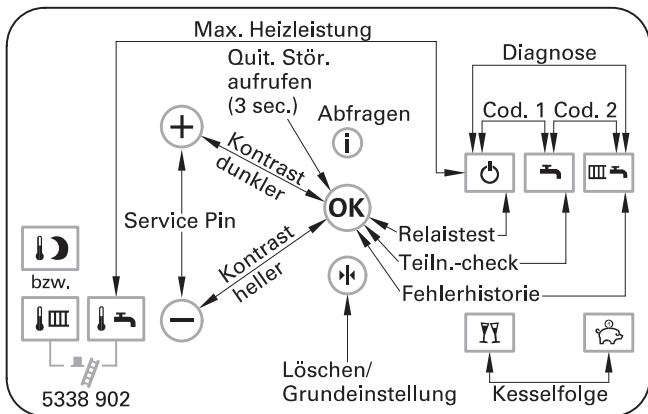 Max. Heizleistung
Quit. Stör.
aufrufen
(3 sec.)
Abfragen
i
Diagnose
Cod. 1
Cod. 2
Kontrast
dunkler
OK
Service Pin
Kontrast
heller
Relaistest
Teiln.-check
Fehlerhistorie
bzw.
Löschen/
Grundeinstellung
Kesselfolge
5338 902